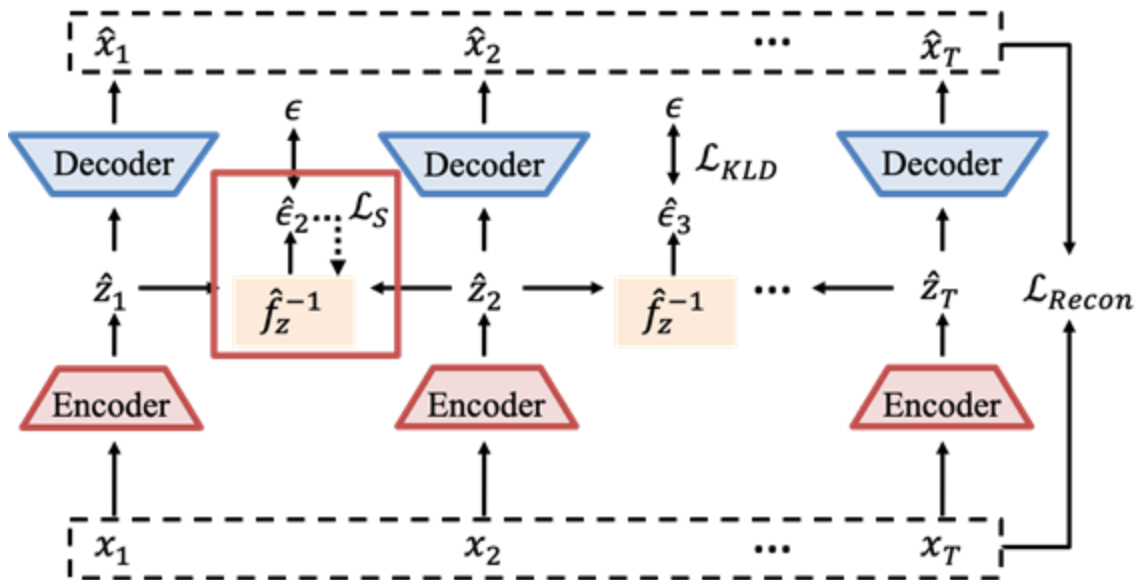 x̂₁ x̂₂ ... x̂_T
ϵ ϵ
Decoder Decoder Decoder
ℒ_KLD
ϵ̂₂ ℒ_S ϵ̂₃
ẑ₁ f̂_z⁻¹ ẑ₂ f̂_z⁻¹ ... ẑ_T ℒ_Recon
Encoder Encoder Encoder
x₁ x₂ ... x_T